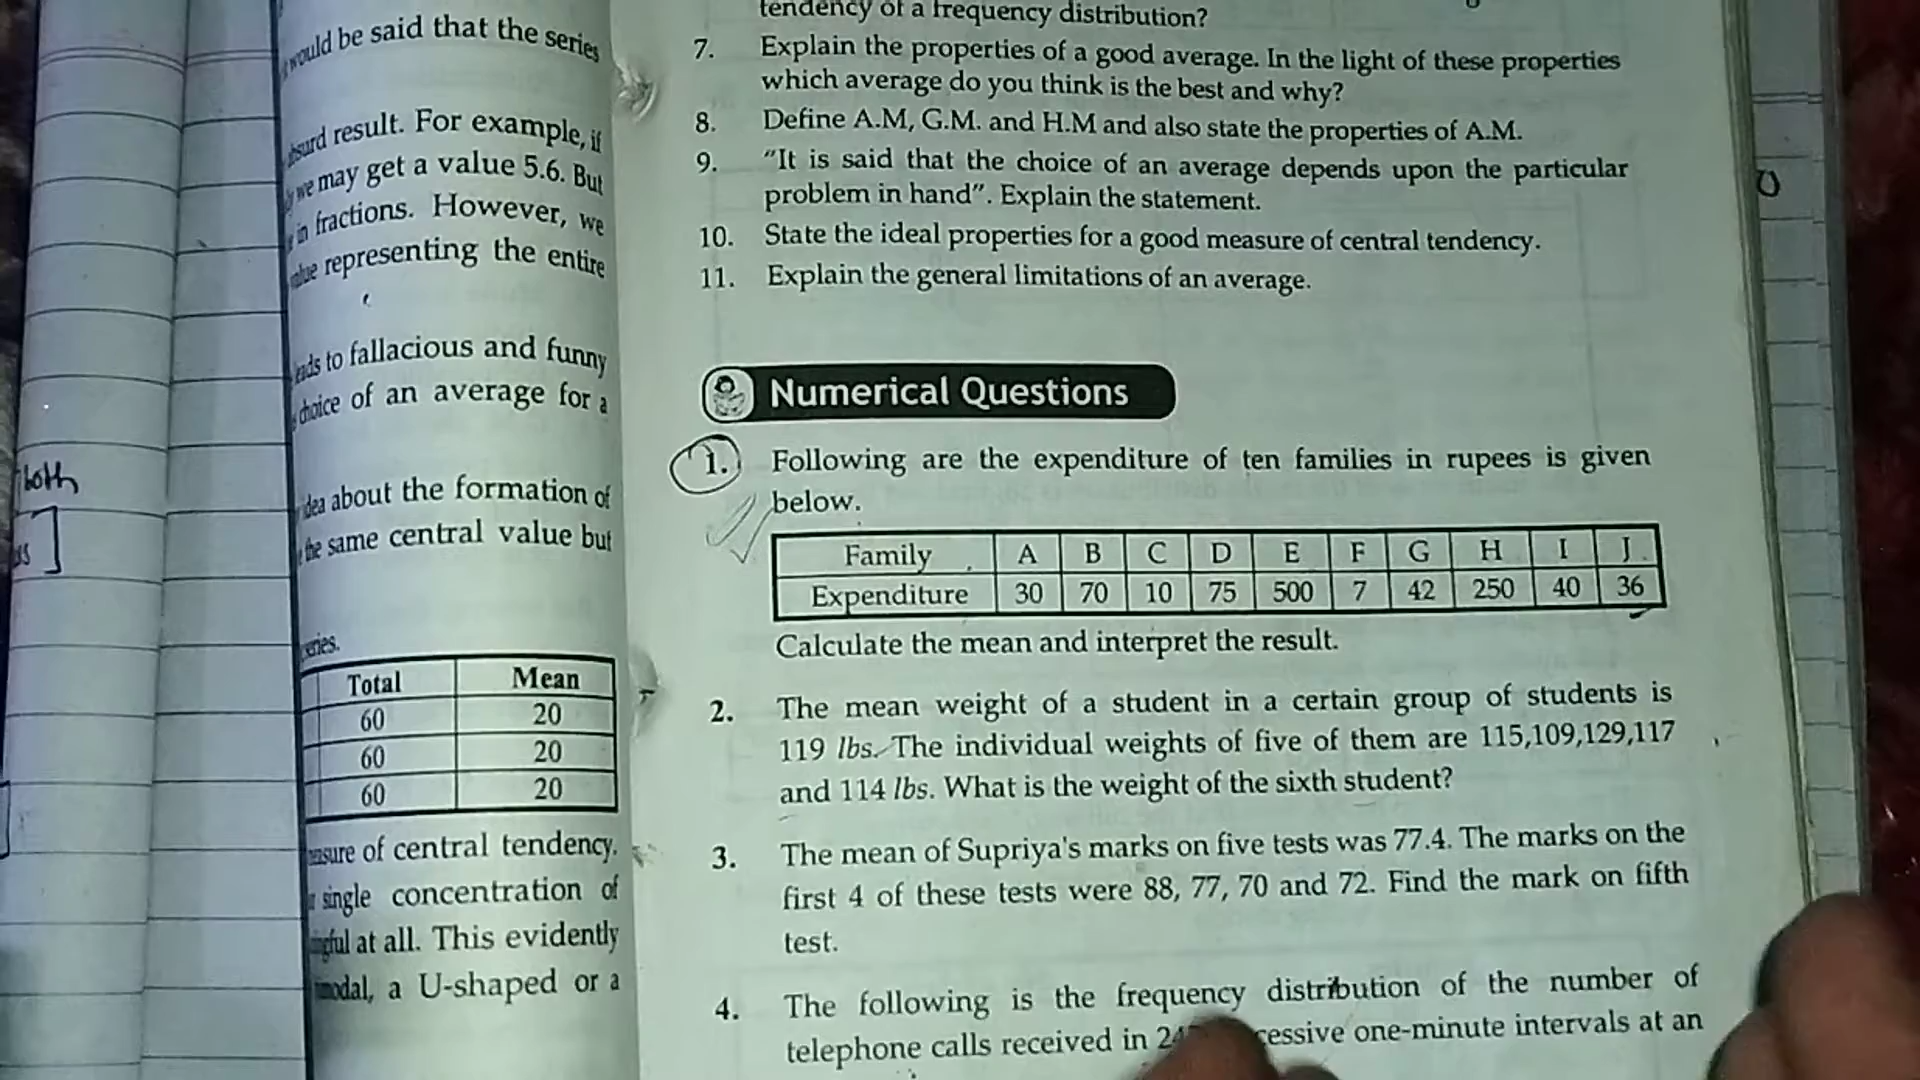 would be said that the series
result. For example, if
we may get a value 5.6. But
in fractions. However, we
representing the entire
to fallacious and funny
choice of an average for a
both
idea about the formation of
the same central value but
Total Mean
60 20
60 20
60 20
of central tendency.
single concentration of
at all. This evidently
a U-shaped or a
tendency of a frequency distribution?
7. Explain the properties of a good average. In the light of these properties
which average do you think is the best and why?
8. Define A.M, G.M. and H.M and also state the properties of A.M.
9. "It is said that the choice of an average depends upon the particular
problem in hand". Explain the statement.
10. State the ideal properties for a good measure of central tendency.
11. Explain the general limitations of an average.
Numerical Questions
1. Following are the expenditure of ten families in rupees is given
below.
Family A B C D E F G H I J
Expenditure 30 70 10 75 500 7 42 250 40 36
Calculate the mean and interpret the result.
2. The mean weight of a student in a certain group of students is
119 lbs. The individual weights of five of them are 115,109,129,117
and 114 lbs. What is the weight of the sixth student?
3. The mean of Supriya's marks on five tests was 77.4. The marks on the
first 4 of these tests were 88, 77, 70 and 72. Find the mark on fifth
test.
4. The following is the frequency distribution of the number of
telephone calls received in one-minute intervals at an